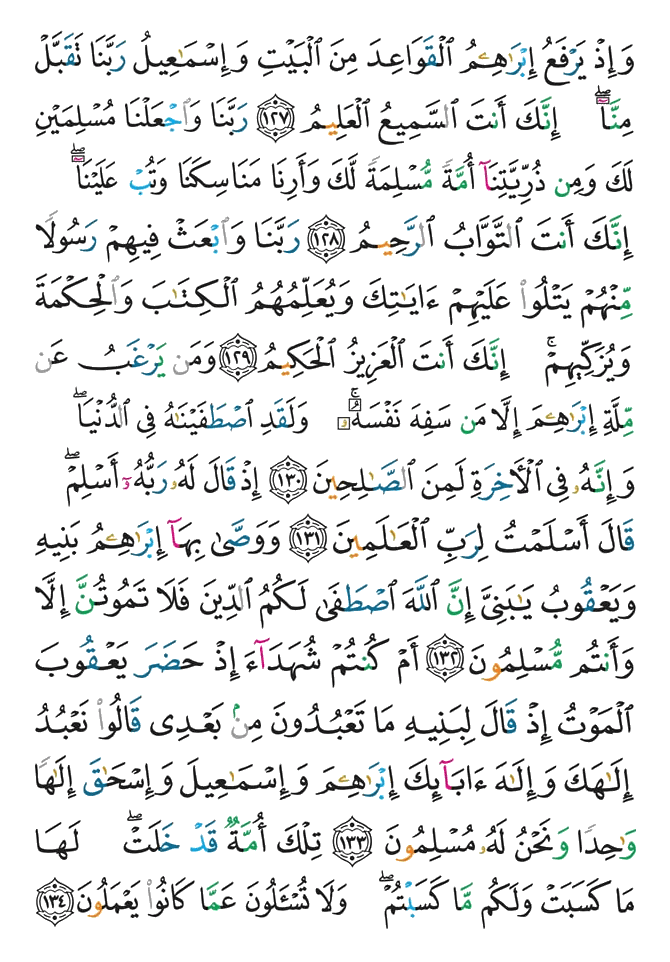 وَإِذْ يَرْفَعُ إِبْرَٰهِـۧمُ ٱلْقَوَاعِدَ مِنَ ٱلْبَيْتِ وَإِسْمَـٰعِيلُ رَبَّنَا تَقَبَّلْ
مِنَّآۖ إِنَّكَ أَنتَ ٱلسَّمِيعُ ٱلْعَلِيمُ ١٢٧ رَبَّنَا وَٱجْعَلْنَا مُسْلِمَيْنِ
لَكَ وَمِن ذُرِّيَّتِنَآ أُمَّةً مُّسْلِمَةً لَّكَ وَأَرِنَا مَنَاسِكَنَا وَتُبْ عَلَيْنَآۖ
إِنَّكَ أَنتَ ٱلتَّوَّابُ ٱلرَّحِيمُ ١٢٨ رَبَّنَا وَٱبْعَثْ فِيهِمْ رَسُولًا
مِّنْهُمْ يَتْلُوا۟ عَلَيْهِمْ ءَايَـٰتِكَ وَيُعَلِّمُهُمُ ٱلْكِتَـٰبَ وَٱلْحِكْمَةَ
وَيُزَكِّيهِمْۚ إِنَّكَ أَنتَ ٱلْعَزِيزُ ٱلْحَكِيمُ ١٢٩ وَمَن يَرْغَبُ عَن
مِّلَّةِ إِبْرَٰهِـۧمَ إِلَّا مَن سَفِهَ نَفْسَهُۥۚ وَلَقَدِ ٱصْطَفَيْنَـٰهُ فِى ٱلدُّنْيَاۖ
وَإِنَّهُۥ فِى ٱلْـَٔاخِرَةِ لَمِنَ ٱلصَّـٰلِحِينَ ١٣٠ إِذْ قَالَ لَهُۥ رَبُّهُۥٓ أَسْلِمْۖ
قَالَ أَسْلَمْتُ لِرَبِّ ٱلْعَـٰلَمِينَ ١٣١ وَوَصَّىٰ بِهَآ إِبْرَٰهِـۧمُ بَنِيهِ
وَيَعْقُوبُ يَـٰبَنِىَّ إِنَّ ٱللَّهَ ٱصْطَفَىٰ لَكُمُ ٱلدِّينَ فَلَا تَمُوتُنَّ إِلَّا
وَأَنتُم مُّسْلِمُونَ ١٣٢ أَمْ كُنتُمْ شُهَدَآءَ إِذْ حَضَرَ يَعْقُوبَ
ٱلْمَوْتُ إِذْ قَالَ لِبَنِيهِ مَا تَعْبُدُونَ مِنۢ بَعْدِى قَالُوا۟ نَعْبُدُ
إِلَـٰهَكَ وَإِلَـٰهَ ءَابَآئِكَ إِبْرَٰهِـۧمَ وَإِسْمَـٰعِيلَ وَإِسْحَـٰقَ إِلَـٰهًا
وَٰحِدًا وَنَحْنُ لَهُۥ مُسْلِمُونَ ١٣٣ تِلْكَ أُمَّةٌ قَدْ خَلَتْۖ لَهَا
مَا كَسَبَتْ وَلَكُم مَّا كَسَبْتُمْۖ وَلَا تُسْـَٔلُونَ عَمَّا كَانُوا۟ يَعْمَلُونَ ١٣٤